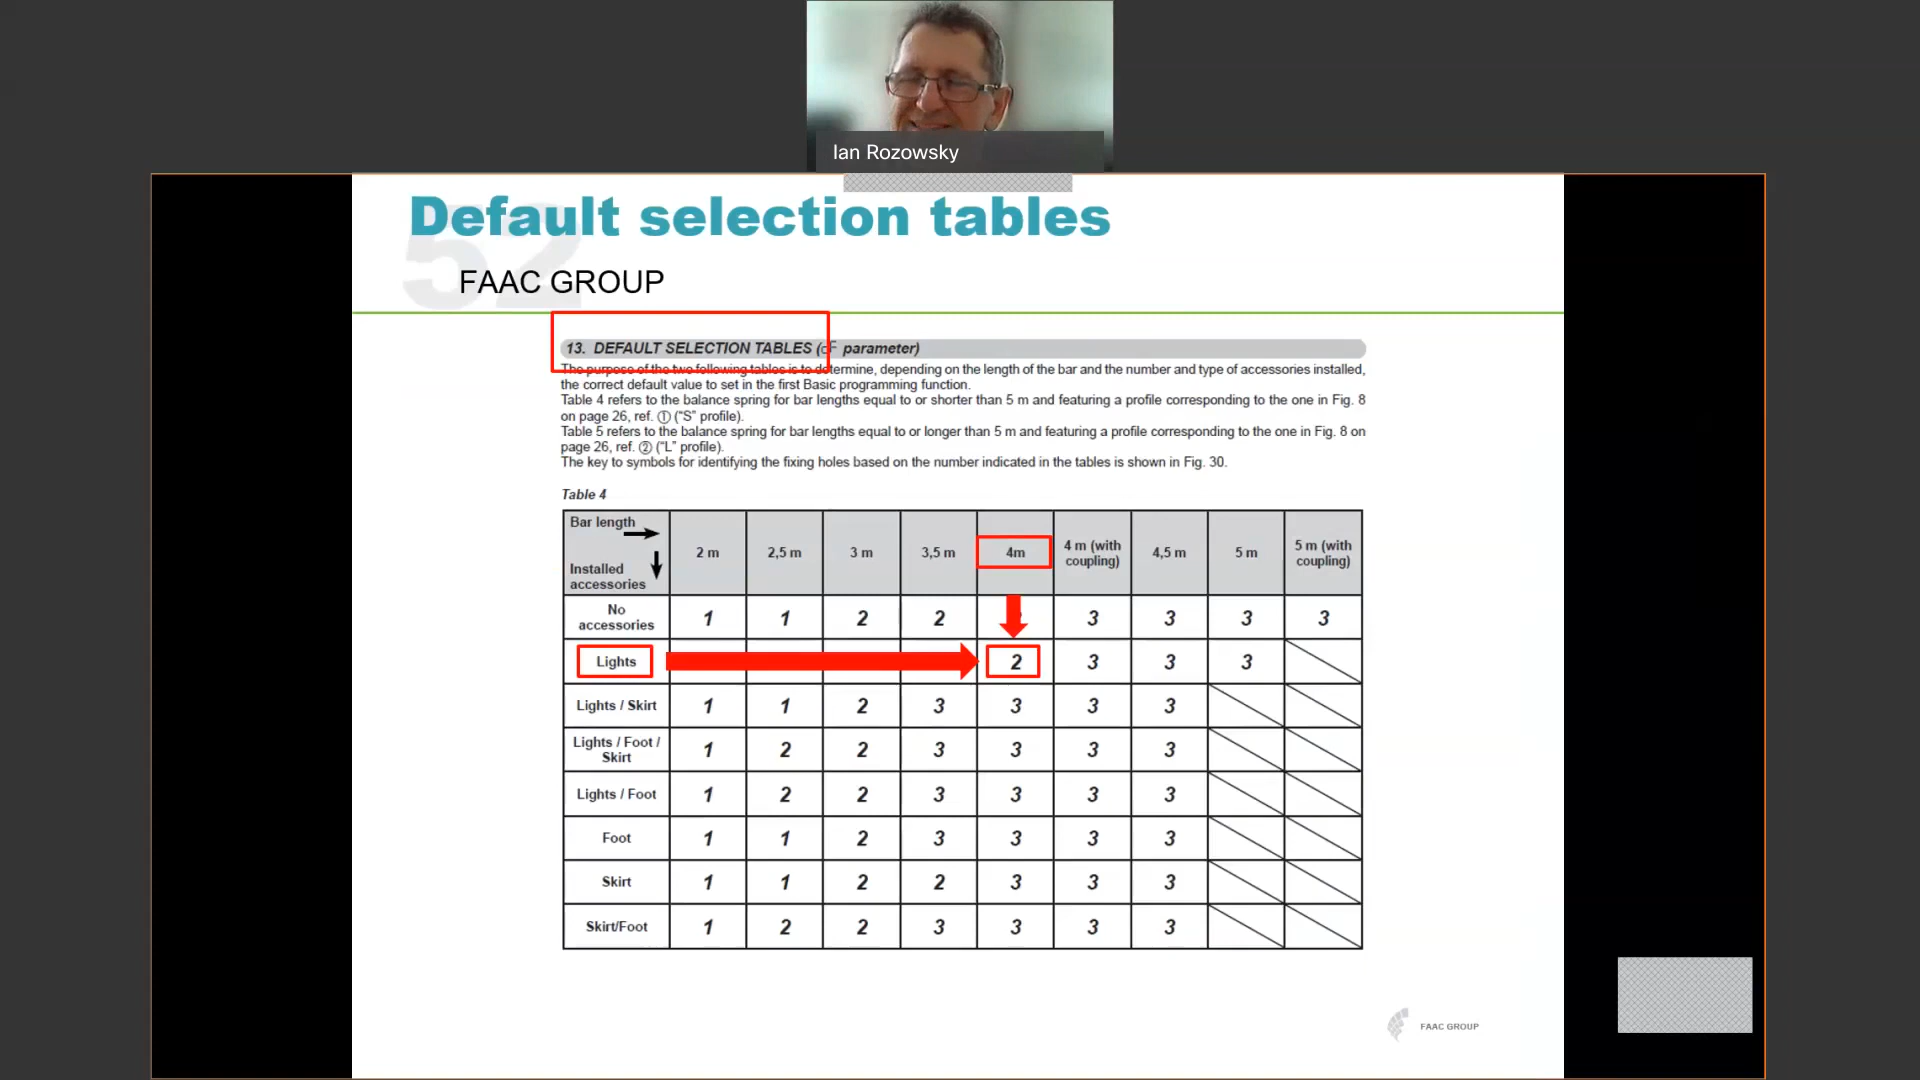 Ian Rozowsky
52
Default selection tables
FAAC GROUP
13. DEFAULT SELECTION TABLES (cF parameter)
The purpose of the two following tables is to determine, depending on the length of the bar and the number and type of accessories installed,
the correct default value to set in the first Basic programming function.
Table 4 refers to the balance spring for bar lengths equal to or shorter than 5 m and featuring a profile corresponding to the one in Fig. 8
on page 26, ref. ① (“S” profile).
Table 5 refers to the balance spring for bar lengths equal to or longer than 5 m and featuring a profile corresponding to the one in Fig. 8 on
page 26, ref. ② (“L” profile).
The key to symbols for identifying the fixing holes based on the number indicated in the tables is shown in Fig. 30.
Table 4
Bar length
Installed
accessories
2 m 2,5 m 3 m 3,5 m 4m 4 m (with coupling) 4,5 m 5 m 5 m (with coupling)
No accessories 1 1 2 2 3 3 3 3
Lights 2 3 3 3
Lights / Skirt 1 1 2 3 3 3 3
Lights / Foot / Skirt 1 2 2 3 3 3 3
Lights / Foot 1 2 2 3 3 3 3
Foot 1 1 2 3 3 3 3
Skirt 1 1 2 2 3 3 3
Skirt/Foot 1 2 2 3 3 3 3
FAAC GROUP